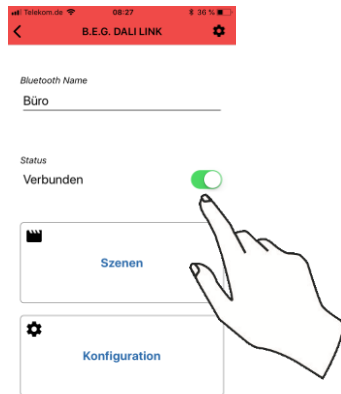 Telekom.de 08:27 36 %
B.E.G. DALI LINK
Bluetooth Name
Büro
Status
Verbunden
Szenen
Konfiguration